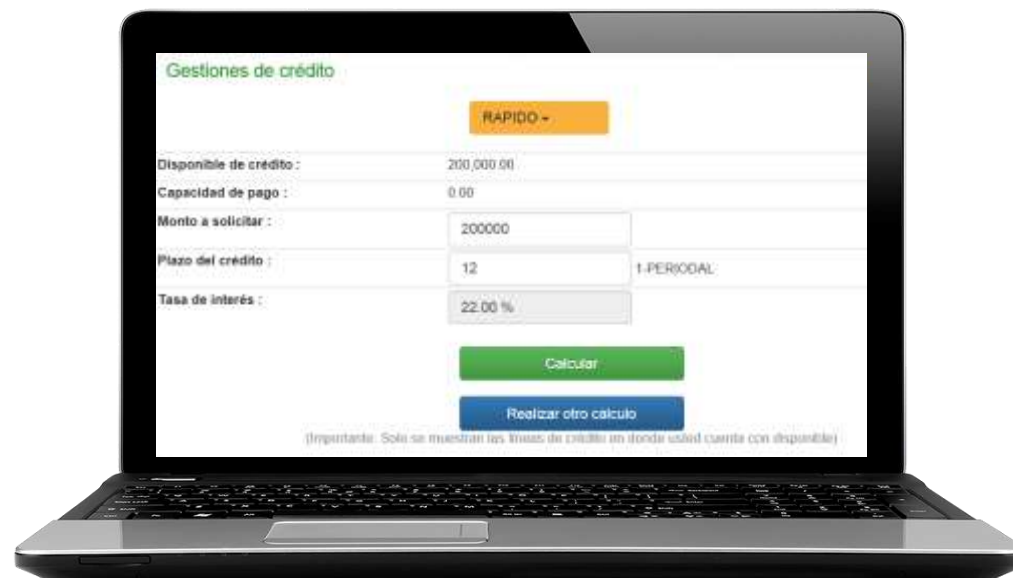 Gestiones de crédito
RAPIDO
Disponible de crédito : 200,000.00
Capacidad de pago : 0.00
Monto a solicitar : 200000
Plazo del crédito : 12 1-PERIODAL
Tasa de interés : 22.00 %
Calcular
Realizar otro calculo
(Importante: Solo se muestran las líneas de crédito en donde usted cuenta con disponible)